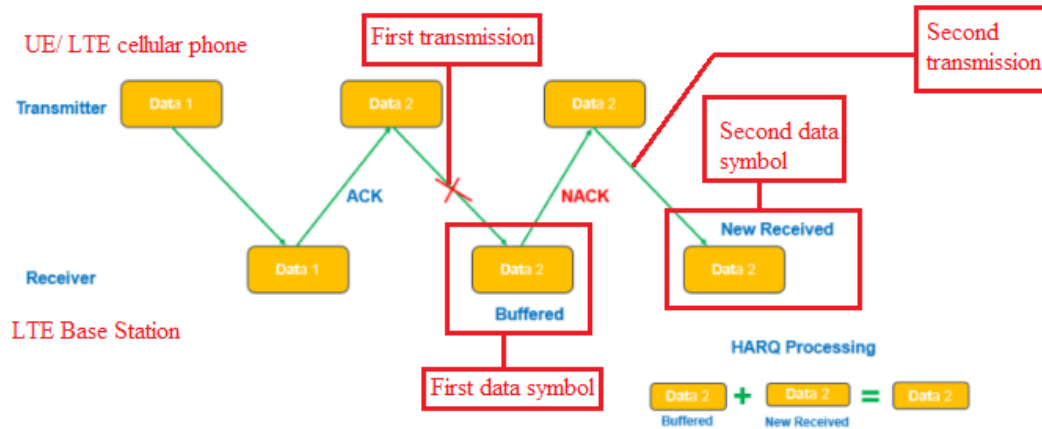 UE/ LTE cellular phone
First transmission
Second
transmission
Transmitter
Data 1
Data 2
Data 2
Second data
symbol
ACK
NACK
New Received
Receiver
Data 1
Data 2
Data 2
Buffered
LTE Base Station
HARQ Processing
First data symbol
Data 2 + Data 2 = Data 2
Buffered
New Received